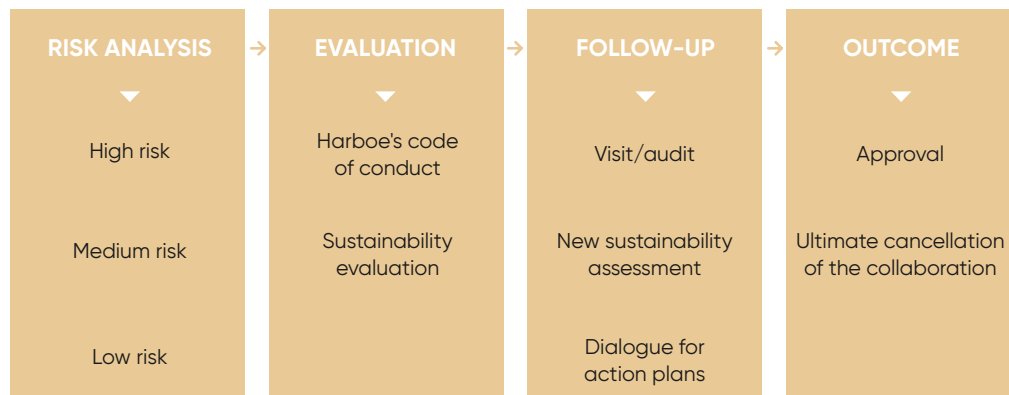 RISK ANALYSIS
High risk
Medium risk
Low risk
EVALUATION
Harboe's code
of conduct
Sustainability
evaluation
FOLLOW-UP
Visit/audit
New sustainability
assessment
Dialogue for
action plans
OUTCOME
Approval
Ultimate cancellation
of the collaboration